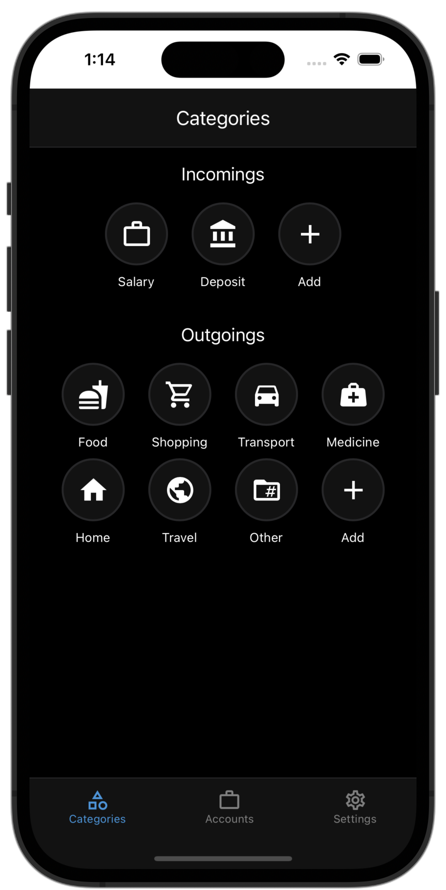 1:14
Categories
Incomings
Salary Deposit Add
Outgoings
Food Shopping Transport Medicine
#
Home Travel Other Add
Categories Accounts Settings